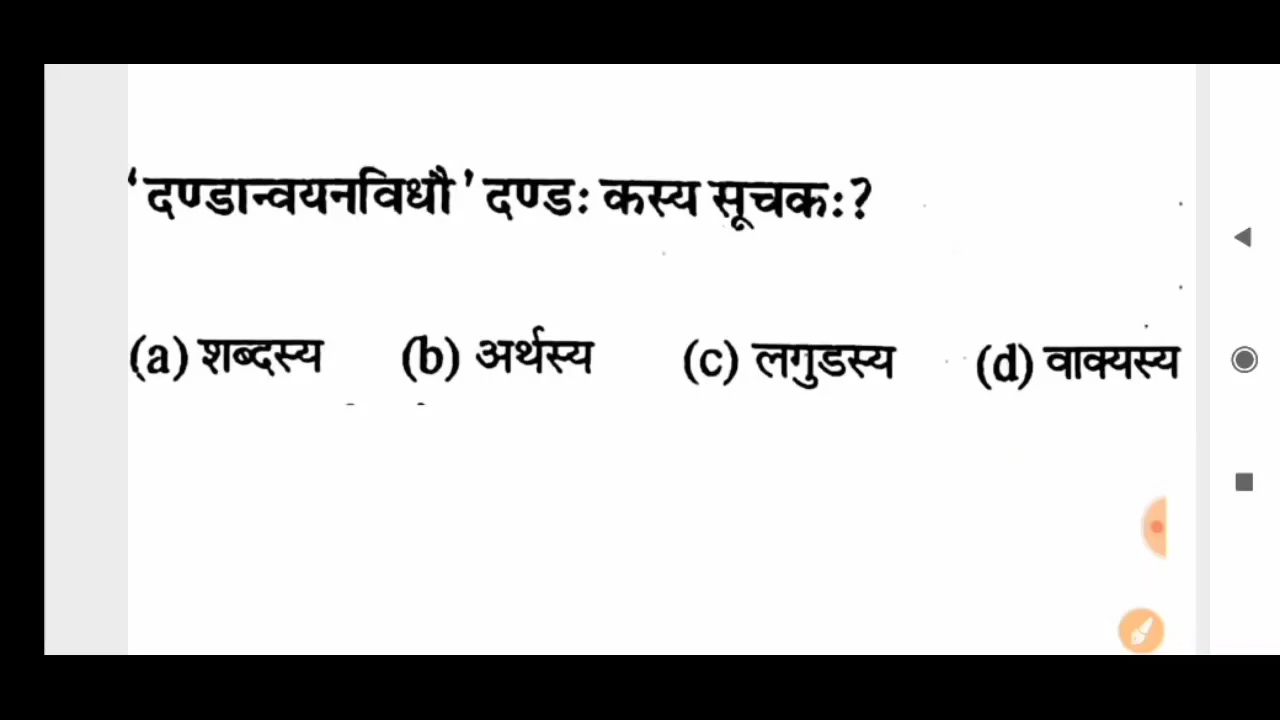 ‘दण्डान्वयनविधौ’ दण्डः कस्य सूचकः?
(a) शब्दस्य (b) अर्थस्य (c) लगुडस्य (d) वाक्यस्य